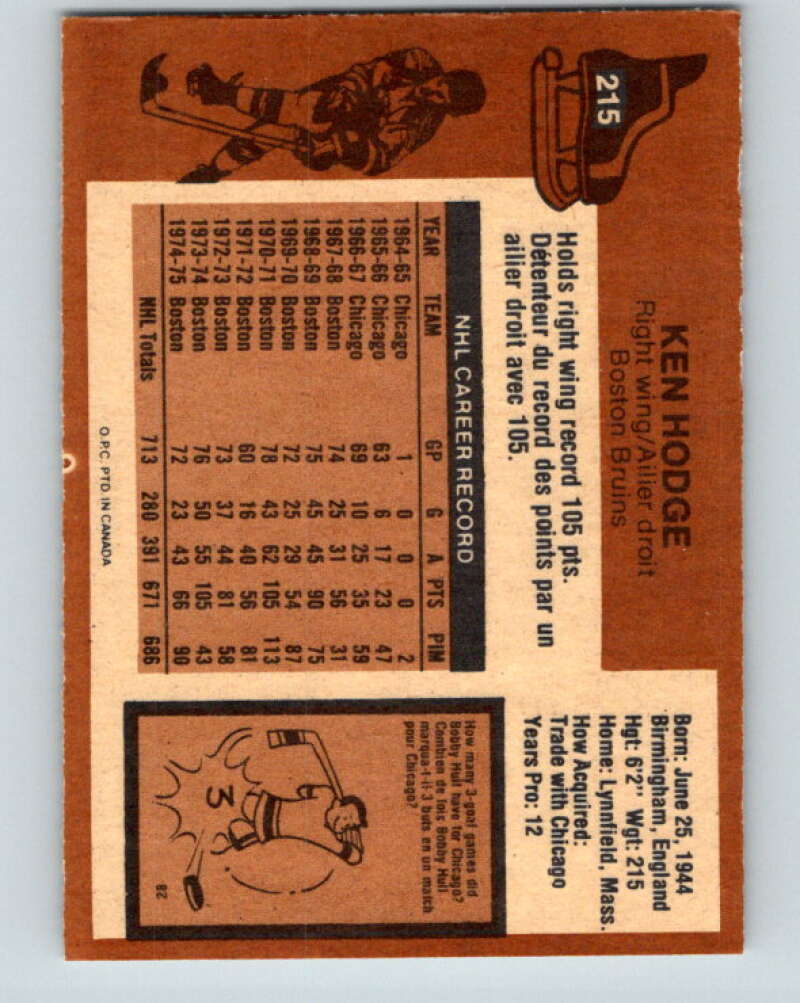 215
KEN HODGE
Right wing/Ailier droit
Boston Bruins
Holds right wing record 105 pts.
Détenteur du record des points par un
ailier droit avec 105.
Born: June 25, 1944
Birmingham, England
Hgt: 6'2" Wgt: 215
Home: Lynnfield, Mass.
How Acquired:
Trade with Chicago
Years Pro: 12
NHL CAREER RECORD
YEAR TEAM GP G A PTS PIM
1964-65 Chicago 1 0 0 0 2
1965-66 Chicago 63 6 17 23 47
1966-67 Chicago 69 10 25 35 59
1967-68 Boston 74 25 31 56 31
1968-69 Boston 75 45 45 90 75
1969-70 Boston 72 25 29 54 87
1970-71 Boston 78 43 62 105 113
1971-72 Boston 60 16 40 56 81
1972-73 Boston 73 37 44 81 58
1973-74 Boston 76 50 55 105 43
1974-75 Boston 72 23 43 66 90
NHL Totals 713 280 391 671 686
How many 3-goal games did
Bobby Hull have for Chicago?
Combien de fois Bobby Hull
marqua-t-il 3 buts en un match
pour Chicago?
3
28
O.P.C. PTD. IN CANADA